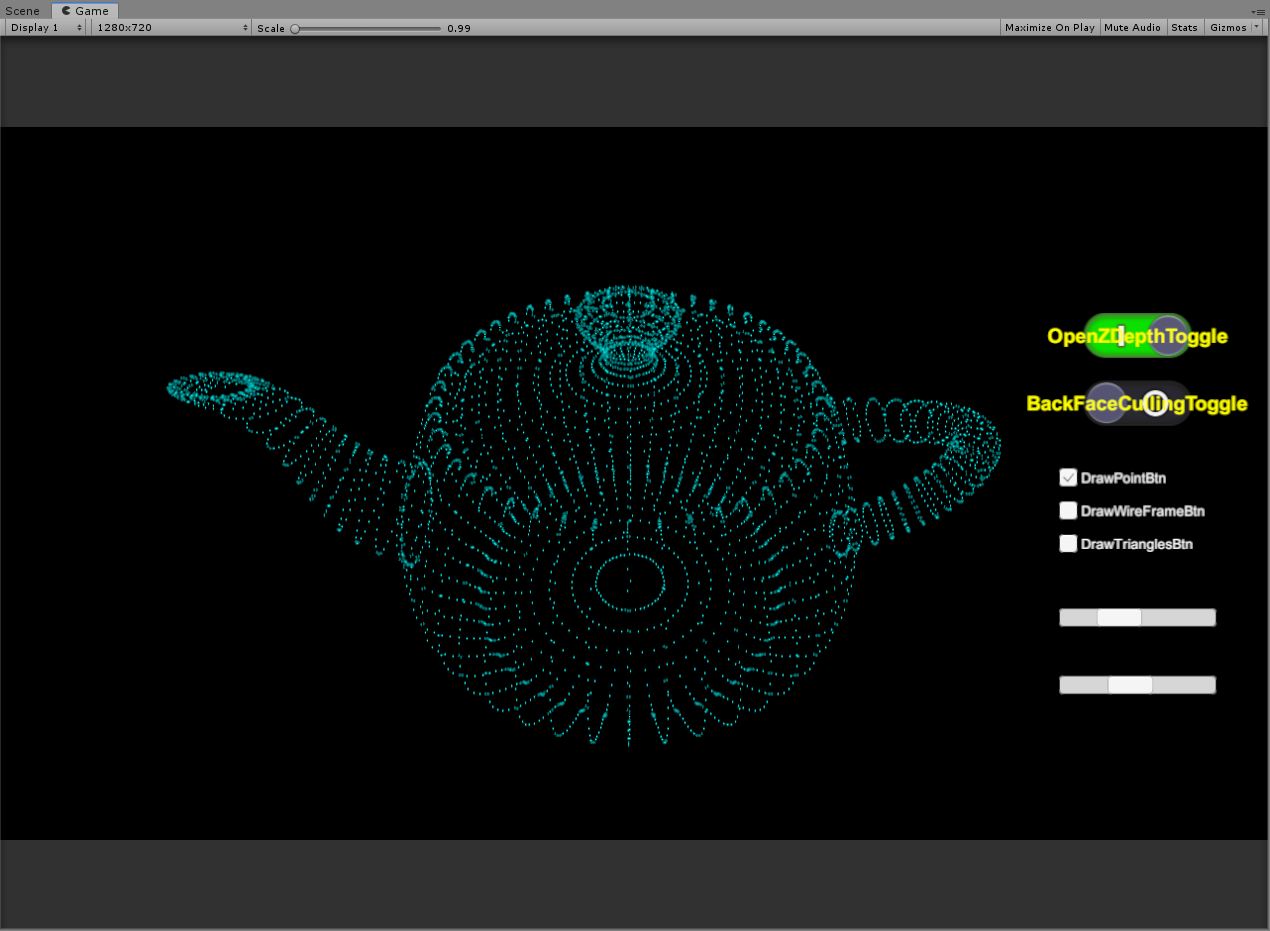 Scene Game
Display 1 1280x720 Scale 0.99 Maximize On Play Mute Audio Stats Gizmos
OpenZDepthToggle
BackFaceCullingToggle
DrawPointBtn
DrawWireFrameBtn
DrawTrianglesBtn